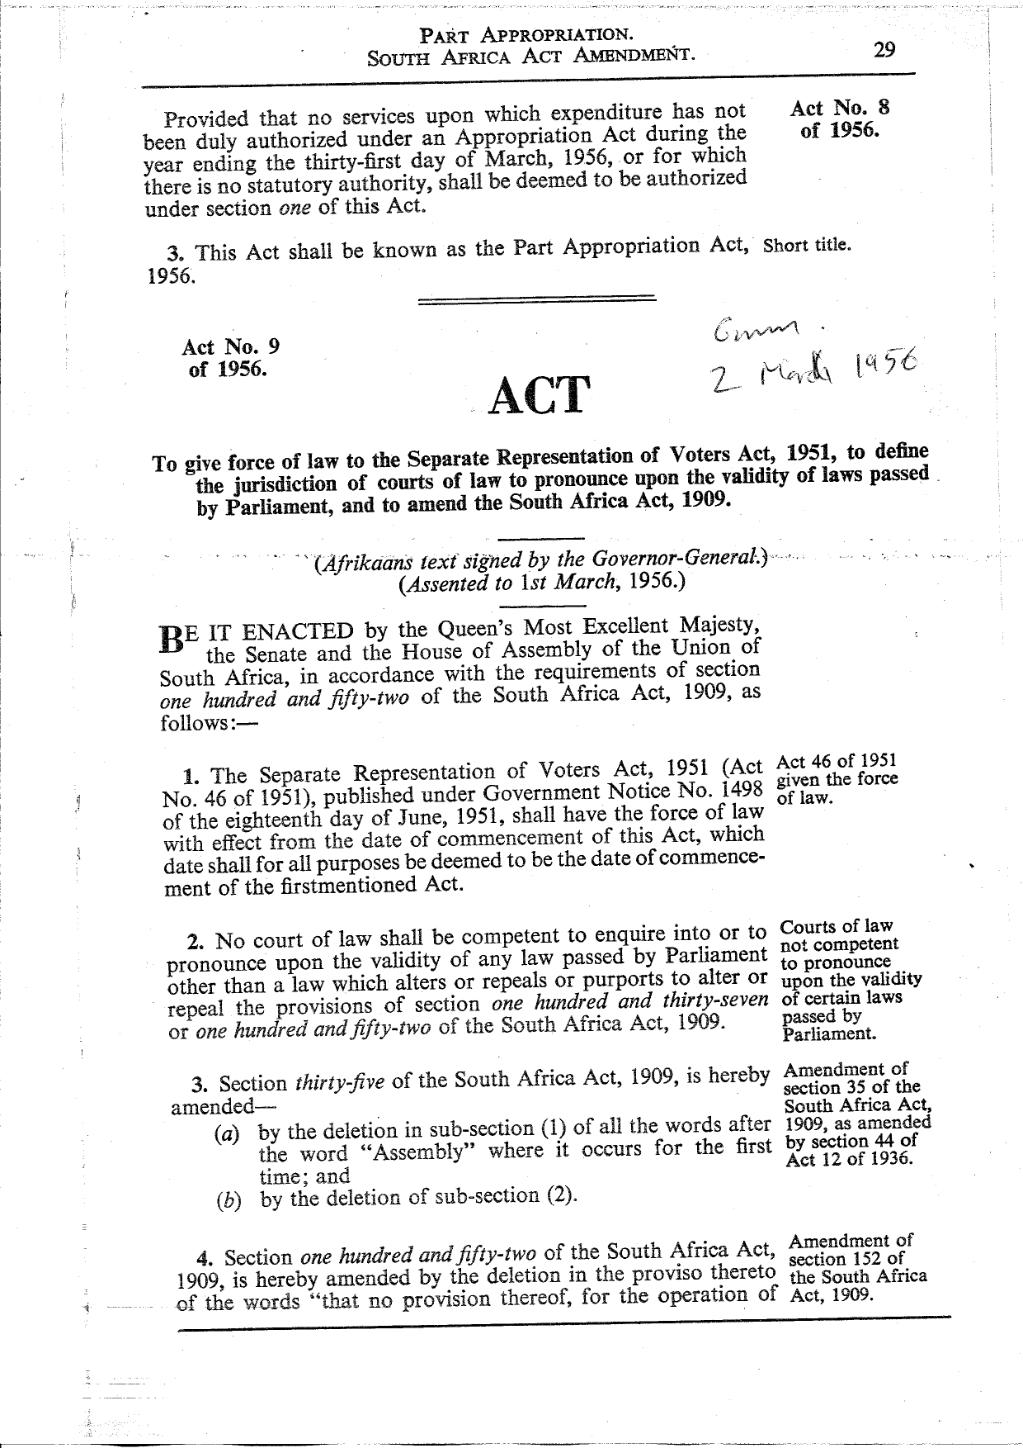 PART APPROPRIATION.
SOUTH AFRICA ACT AMENDMENT.
29
Provided that no services upon which expenditure has not
been duly authorized under an Appropriation Act during the
year ending the thirty-first day of March, 1956, or for which
there is no statutory authority, shall be deemed to be authorized
under section one of this Act.
Act No. 8
of 1956.
3. This Act shall be known as the Part Appropriation Act,
1956.
Short title.
Act No. 9
of 1956.
2 March 1956
ACT
To give force of law to the Separate Representation of Voters Act, 1951, to define
the jurisdiction of courts of law to pronounce upon the validity of laws passed
by Parliament, and to amend the South Africa Act, 1909.
(Afrikaans text signed by the Governor-General.)
(Assented to 1st March, 1956.)
BE IT ENACTED by the Queen's Most Excellent Majesty,
the Senate and the House of Assembly of the Union of
South Africa, in accordance with the requirements of section
one hundred and fifty-two of the South Africa Act, 1909, as
follows:—
1. The Separate Representation of Voters Act, 1951 (Act
No. 46 of 1951), published under Government Notice No. 1498
of the eighteenth day of June, 1951, shall have the force of law
with effect from the date of commencement of this Act, which
date shall for all purposes be deemed to be the date of commence-
ment of the firstmentioned Act.
Act 46 of 1951
given the force
of law.
2. No court of law shall be competent to enquire into or to
pronounce upon the validity of any law passed by Parliament
other than a law which alters or repeals or purports to alter or
repeal the provisions of section one hundred and thirty-seven
or one hundred and fifty-two of the South Africa Act, 1909.
Courts of law
not competent
to pronounce
upon the validity
of certain laws
passed by
Parliament.
3. Section thirty-five of the South Africa Act, 1909, is hereby
amended—
(a) by the deletion in sub-section (1) of all the words after
the word "Assembly" where it occurs for the first
time; and
(b) by the deletion of sub-section (2).
Amendment of
section 35 of the
South Africa Act,
1909, as amended
by section 44 of
Act 12 of 1936.
4. Section one hundred and fifty-two of the South Africa Act,
1909, is hereby amended by the deletion in the proviso thereto
of the words "that no provision thereof, for the operation of
Amendment of
section 152 of
the South Africa
Act, 1909.